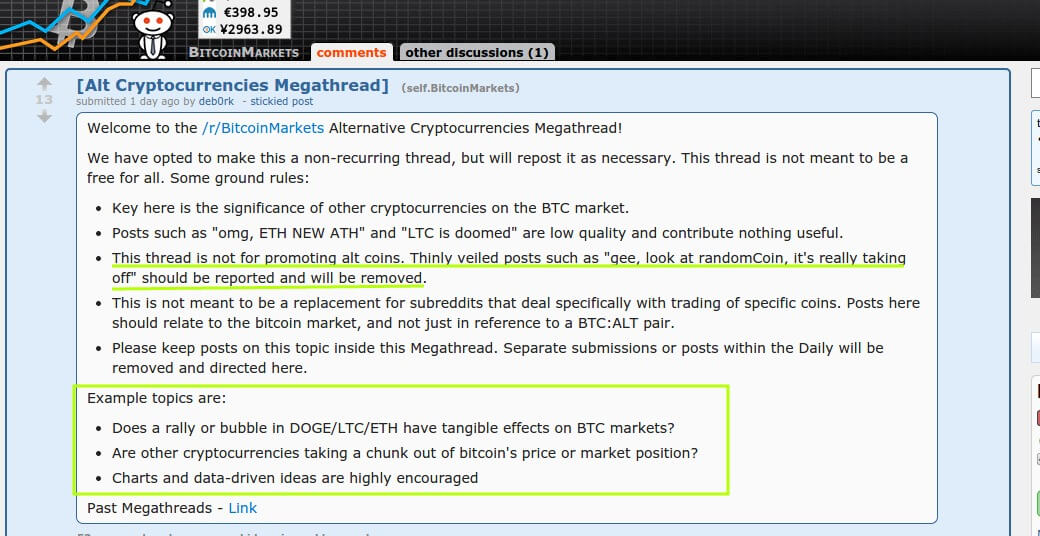 €398.95
OK ¥2963.89
BITCOINMARKETS comments other discussions (1)
[Alt Cryptocurrencies Megathread] (self.BitcoinMarkets)
13
submitted 1 day ago by deb0rk - stickied post
Welcome to the /r/BitcoinMarkets Alternative Cryptocurrencies Megathread!
We have opted to make this a non-recurring thread, but will repost it as necessary. This thread is not meant to be a
free for all. Some ground rules:
• Key here is the significance of other cryptocurrencies on the BTC market.
• Posts such as "omg, ETH NEW ATH" and "LTC is doomed" are low quality and contribute nothing useful.
• This thread is not for promoting alt coins. Thinly veiled posts such as "gee, look at randomCoin, it's really taking
off" should be reported and will be removed.
• This is not meant to be a replacement for subreddits that deal specifically with trading of specific coins. Posts here
should relate to the bitcoin market, and not just in reference to a BTC:ALT pair.
• Please keep posts on this topic inside this Megathread. Separate submissions or posts within the Daily will be
removed and directed here.
Example topics are:
• Does a rally or bubble in DOGE/LTC/ETH have tangible effects on BTC markets?
• Are other cryptocurrencies taking a chunk out of bitcoin's price or market position?
• Charts and data-driven ideas are highly encouraged
Past Megathreads - Link